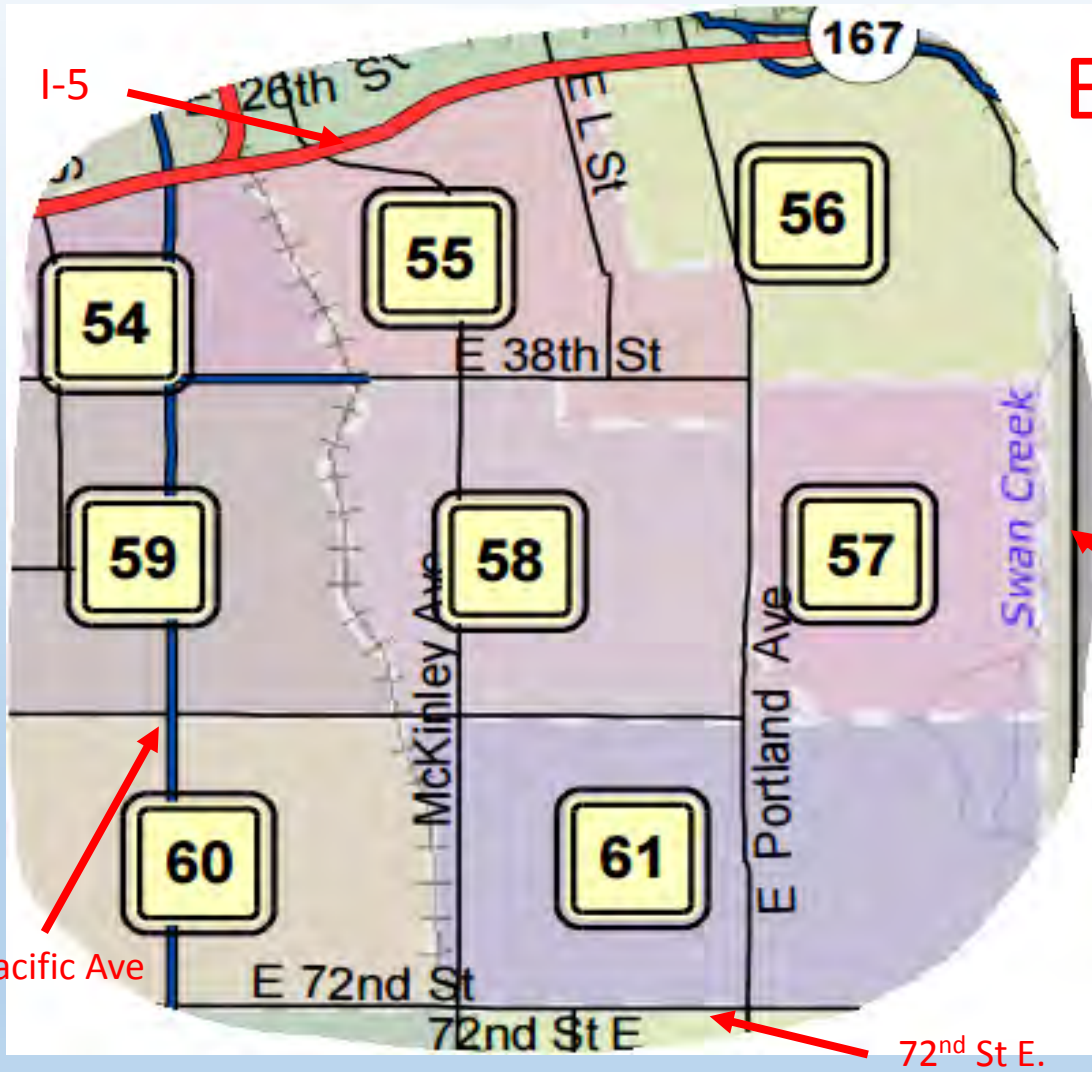 I-5
E 26th St
167
E
S
E L St
56
55
54
E 38th St
Swan Creek
59
58
57
McKinley Ave
E Portland Ave
60
61
acific Ave
E 72nd St
72nd St E
72nd St E.